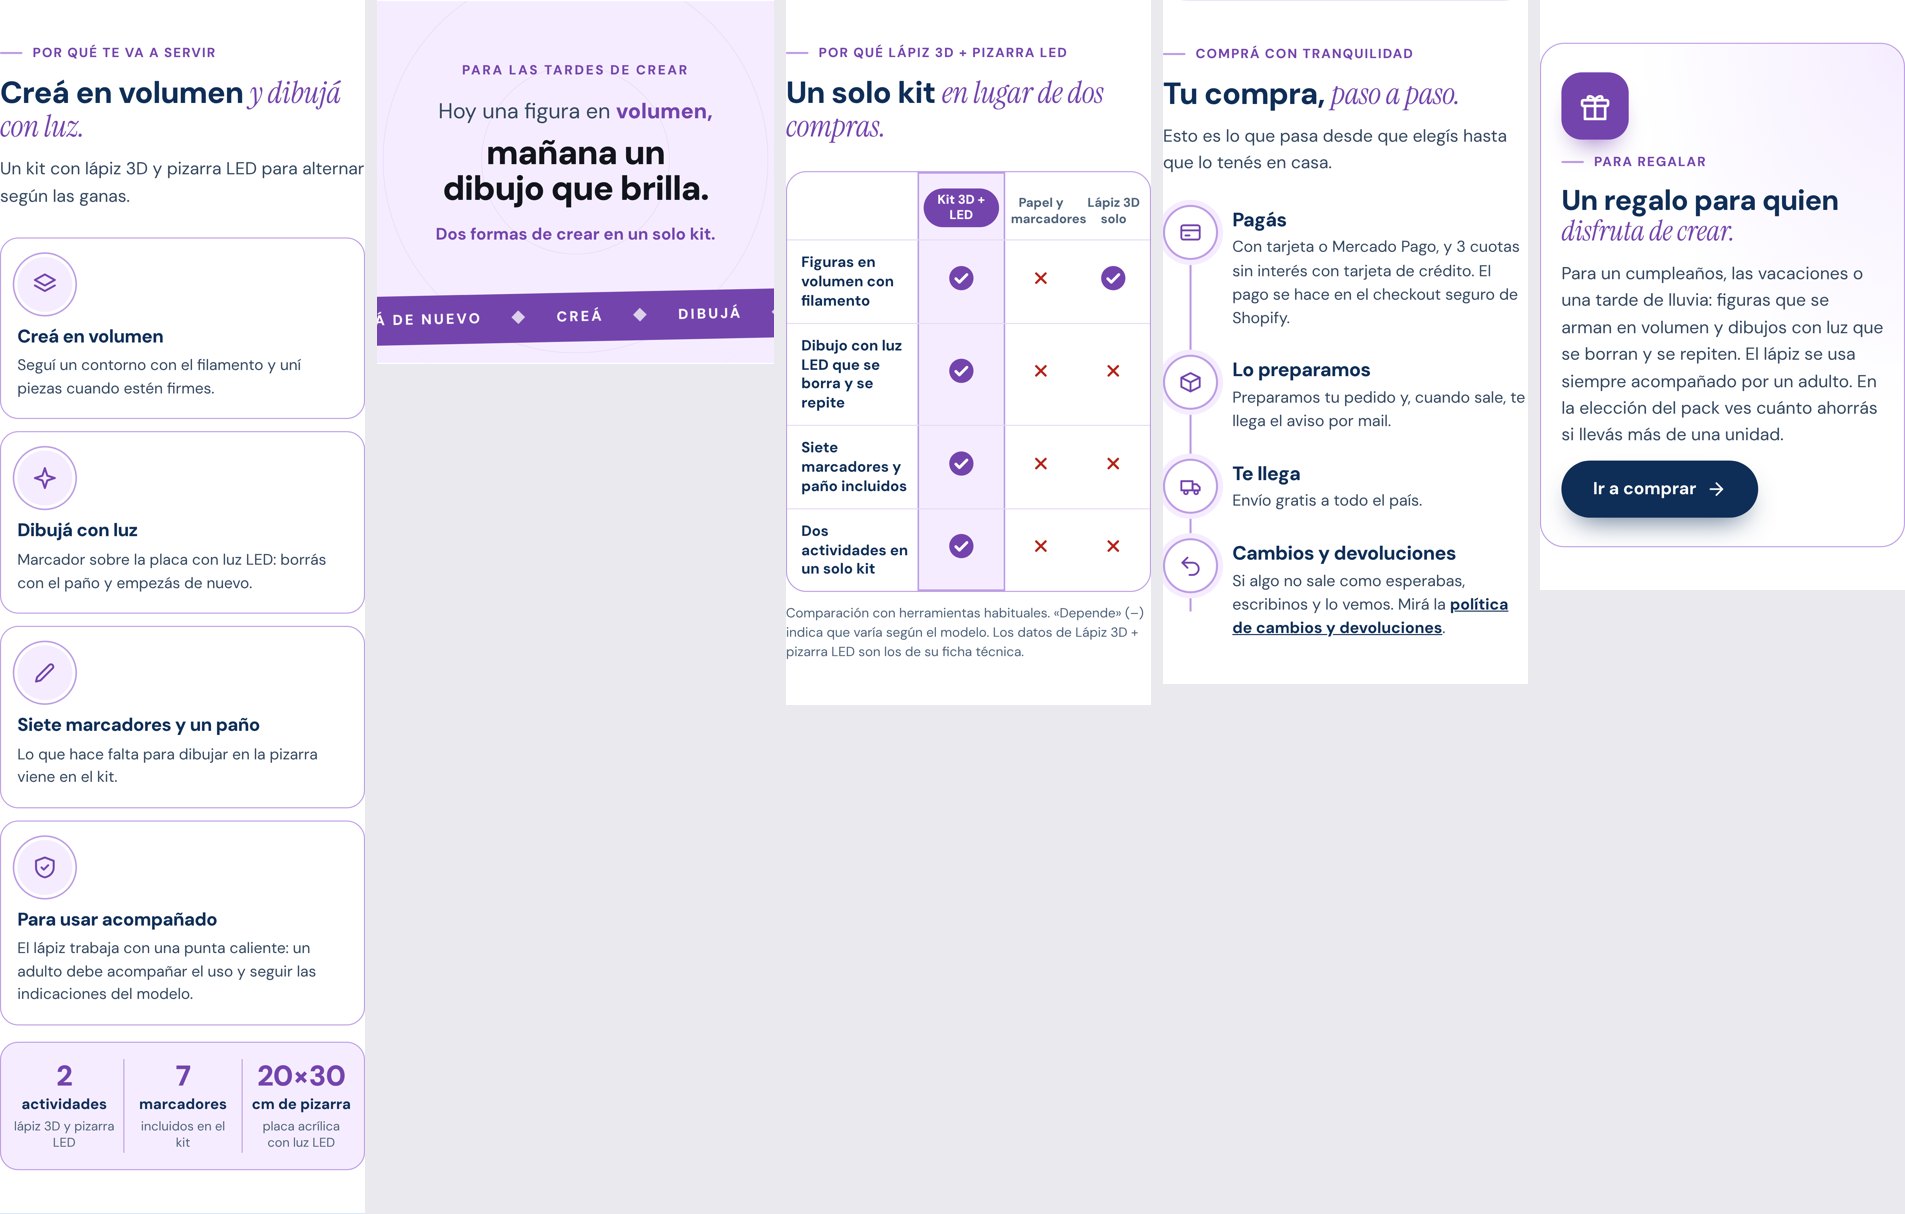 POR QUÉ TE VA A SERVIR
Creá en volumen y dibujá
con luz.
Un kit con lápiz 3D y pizarra LED para alternar
según las ganas.
Creá en volumen
Seguí un contorno con el filamento y uní
piezas cuando estén firmes.
Dibujá con luz
Marcador sobre la placa con luz LED: borrás
con el paño y empezás de nuevo.
Siete marcadores y un paño
Lo que hace falta para dibujar en la pizarra
viene en el kit.
Para usar acompañado
El lápiz trabaja con una punta caliente: un
adulto debe acompañar el uso y seguir las
indicaciones del modelo.
2
actividades
lápiz 3D y pizarra
LED
7
marcadores
incluidos en el
kit
20×30
cm de pizarra
placa acrílica
con luz LED
PARA LAS TARDES DE CREAR
Hoy una figura en volumen,
mañana un
dibujo que brilla.
Dos formas de crear en un solo kit.
Á DE NUEVO ◆ CREÁ ◆ DIBUJÁ
POR QUÉ LÁPIZ 3D + PIZARRA LED
Un solo kit en lugar de dos
compras.
Kit 3D +
LED
Papel y
marcadores
Lápiz 3D
solo
Figuras en
volumen con
filamento
Dibujo con luz
LED que se
borra y se
repite
Siete
marcadores y
paño incluidos
Dos
actividades en
un solo kit
Comparación con herramientas habituales. «Depende» (–)
indica que varía según el modelo. Los datos de Lápiz 3D +
pizarra LED son los de su ficha técnica.
COMPRÁ CON TRANQUILIDAD
Tu compra, paso a paso.
Esto es lo que pasa desde que elegís hasta
que lo tenés en casa.
Pagás
Con tarjeta o Mercado Pago, y 3 cuotas
sin interés con tarjeta de crédito. El
pago se hace en el checkout seguro de
Shopify.
Lo preparamos
Preparamos tu pedido y, cuando sale, te
llega el aviso por mail.
Te llega
Envío gratis a todo el país.
Cambios y devoluciones
Si algo no sale como esperabas,
escribinos y lo vemos. Mirá la política
de cambios y devoluciones.
PARA REGALAR
Un regalo para quien
disfruta de crear.
Para un cumpleaños, las vacaciones o
una tarde de lluvia: figuras que se
arman en volumen y dibujos con luz que
se borran y se repiten. El lápiz se usa
siempre acompañado por un adulto. En
la elección del pack ves cuánto ahorrás
si llevás más de una unidad.
Ir a comprar →